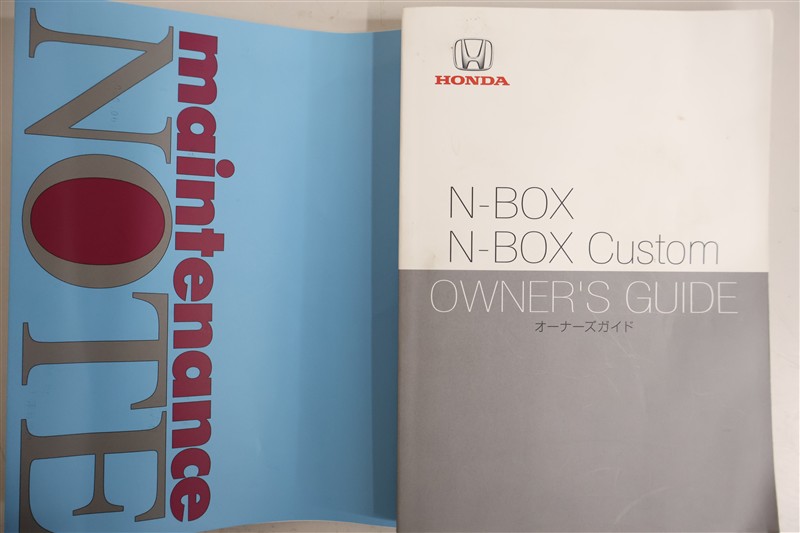 maintenance
NOTE
HONDA
N-BOX
N-BOX Custom
OWNER'S GUIDE
オーナーズガイド